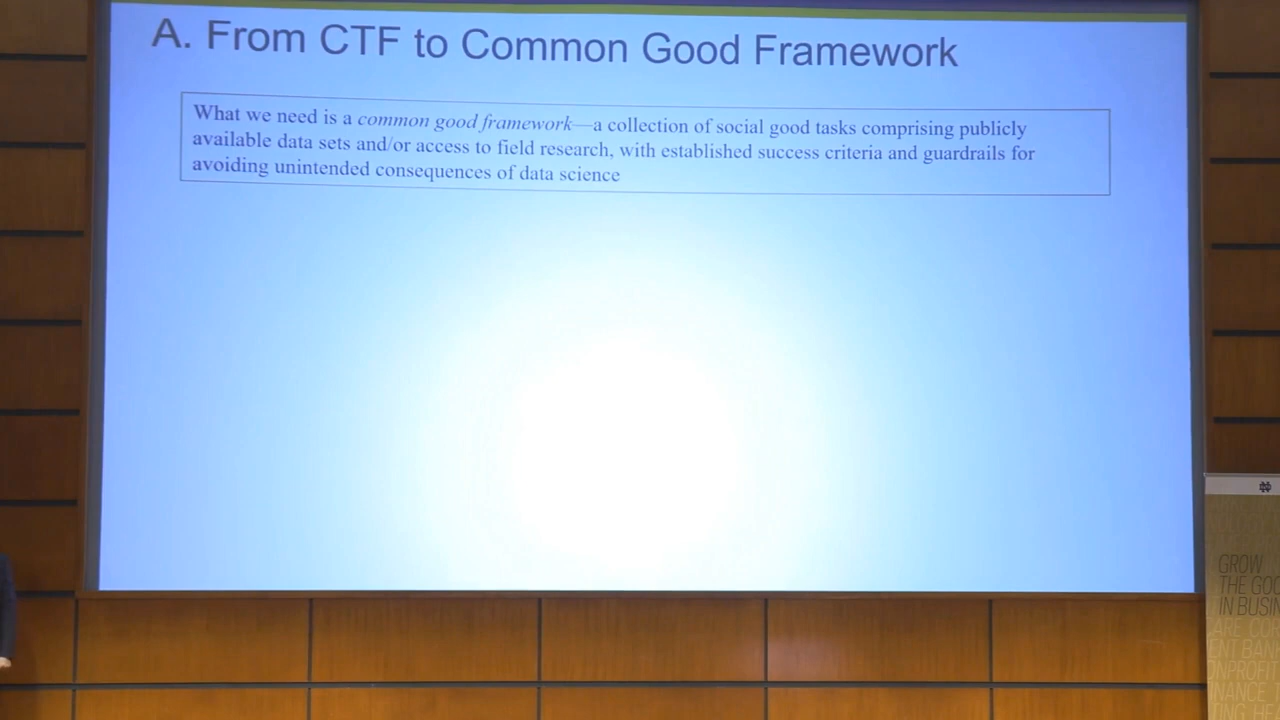 A. From CTF to Common Good Framework
What we need is a common good framework—a collection of social good tasks comprising publicly
available data sets and/or access to field research, with established success criteria and guardrails for
avoiding unintended consequences of data science
GROW
THE GOO
IN BUSIN